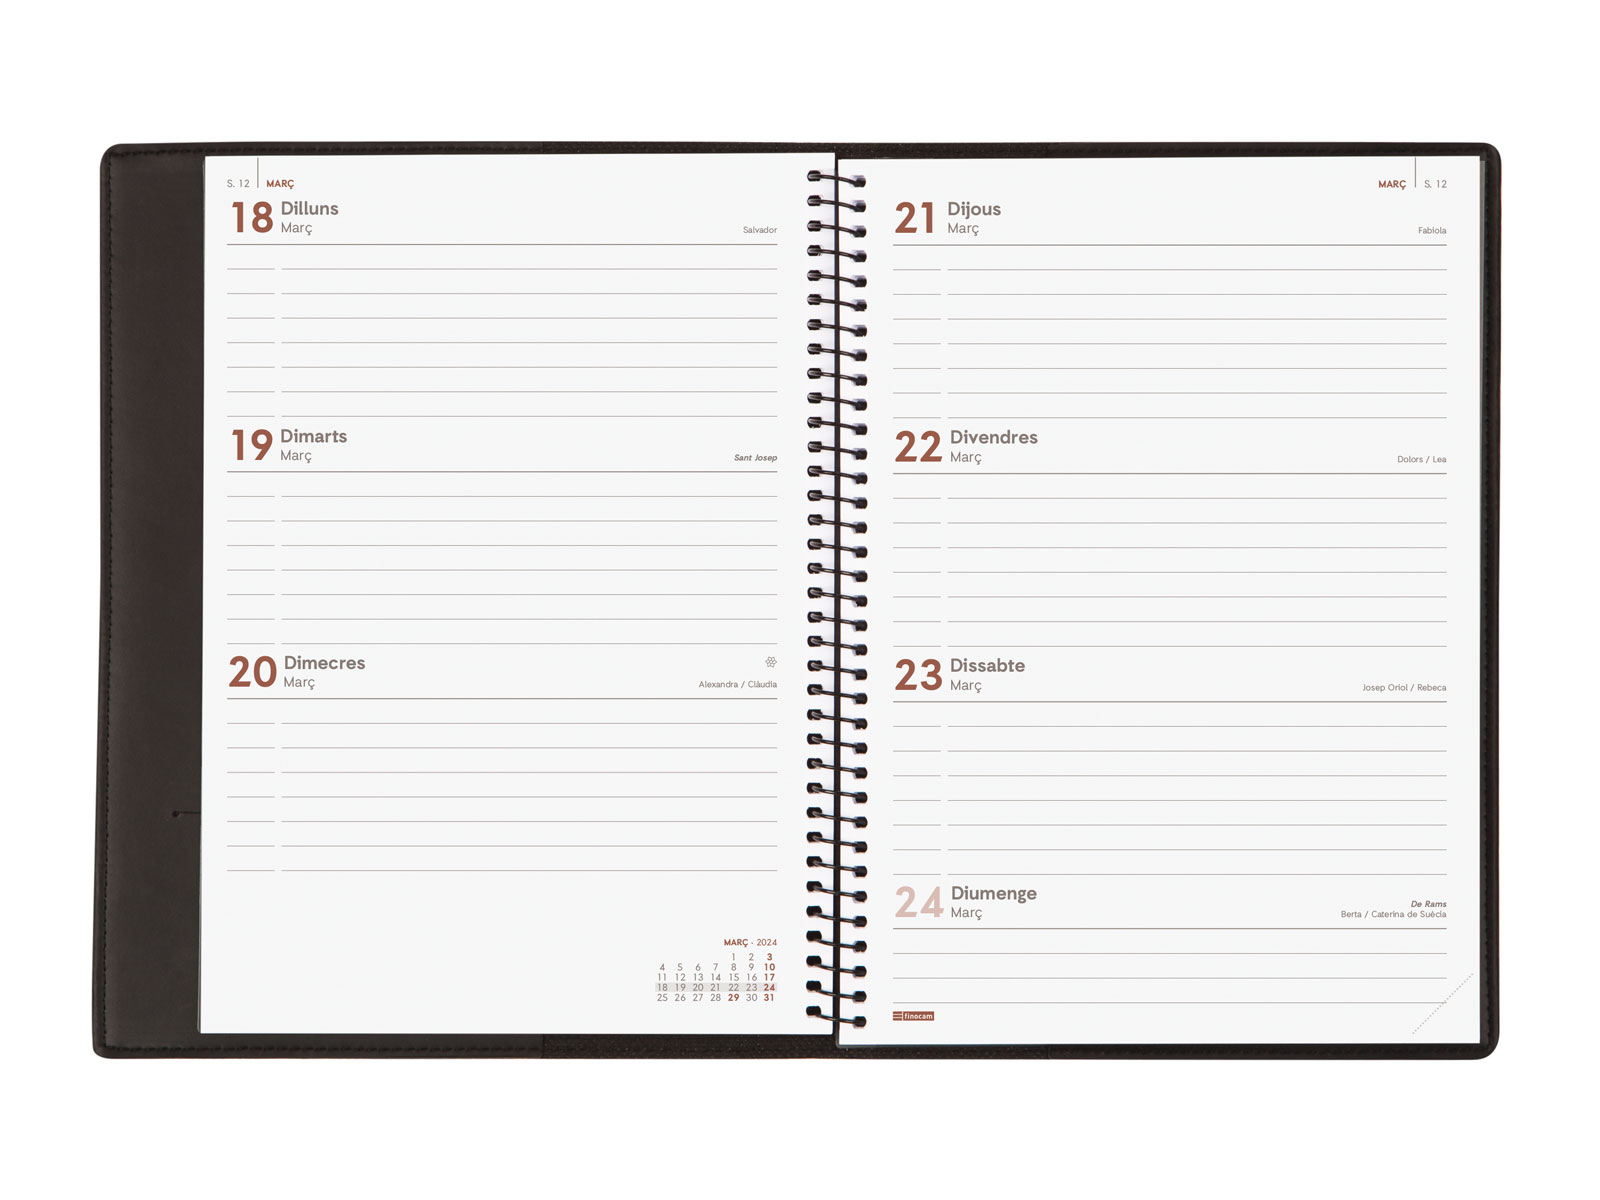 S. 12 MARÇ
18 Dilluns
Març
Salvador
19 Dimarts
Març
Sant Josep
20 Dimecres
Març
Alexandra / Clàudia
MARÇ · 2024
1 2 3
4 5 6 7 8 9 10
11 12 13 14 15 16 17
18 19 20 21 22 23 24
25 26 27 28 29 30 31
MARÇ S. 12
21 Dijous
Març
Fabiola
22 Divendres
Març
Dolors / Lea
23 Dissabte
Març
Josep Oriol / Rebeca
24 Diumenge
Març
De Rams
Berta / Caterina de Suècia
finocam